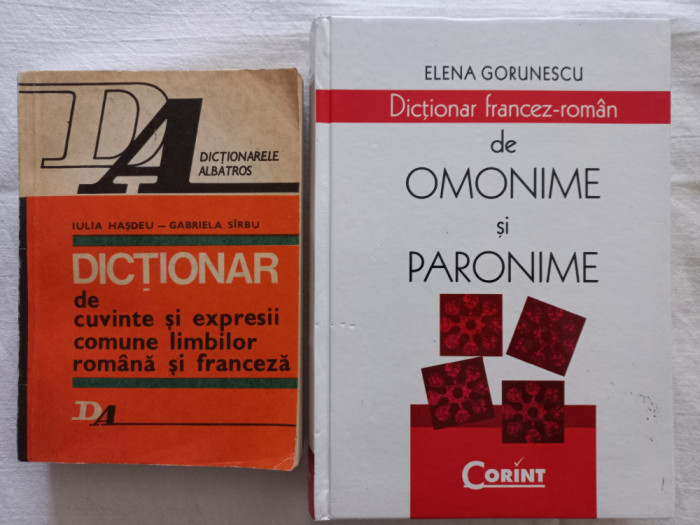 DA
DICȚIONARELE
ALBATROS
IULIA HAȘDEU — GABRIELA SÎRBU
DICȚIONAR
de
cuvinte și expresii
comune limbilor
română și franceză
DA
ELENA GORUNESCU
Dicționar francez-român
de
OMONIME
și
PARONIME
CORINT